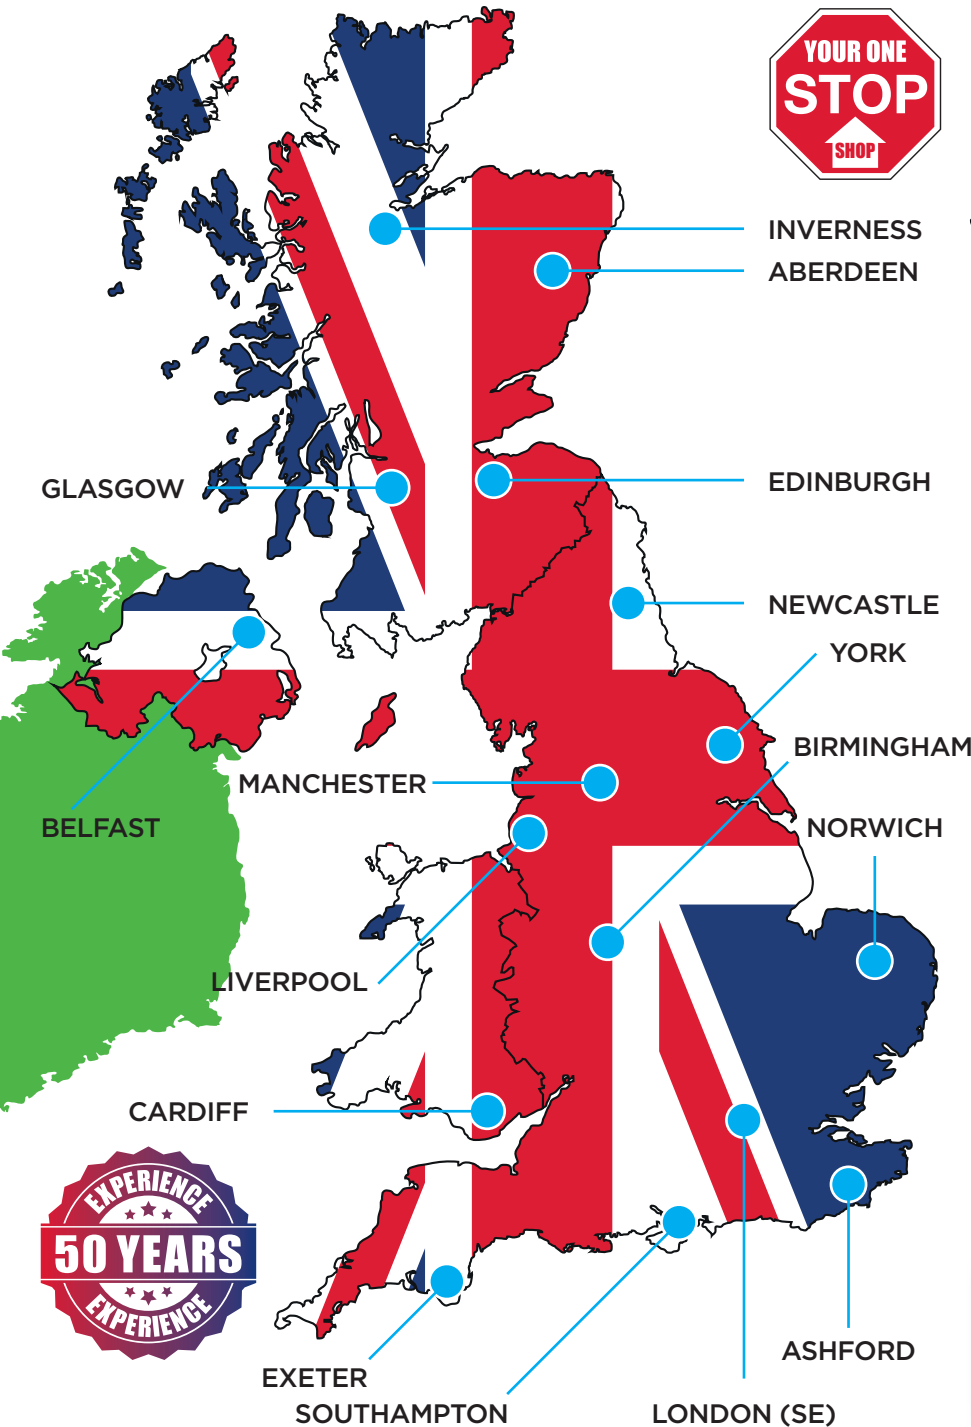 YOUR ONE
STOP
SHOP
INVERNESS
ABERDEEN
EDINBURGH
GLASGOW
NEWCASTLE
YORK
BIRMINGHAM
MANCHESTER
BELFAST
NORWICH
LIVERPOOL
CARDIFF
EXPERIENCE
50 YEARS
EXPERIENCE
ASHFORD
EXETER
SOUTHAMPTON
LONDON (SE)